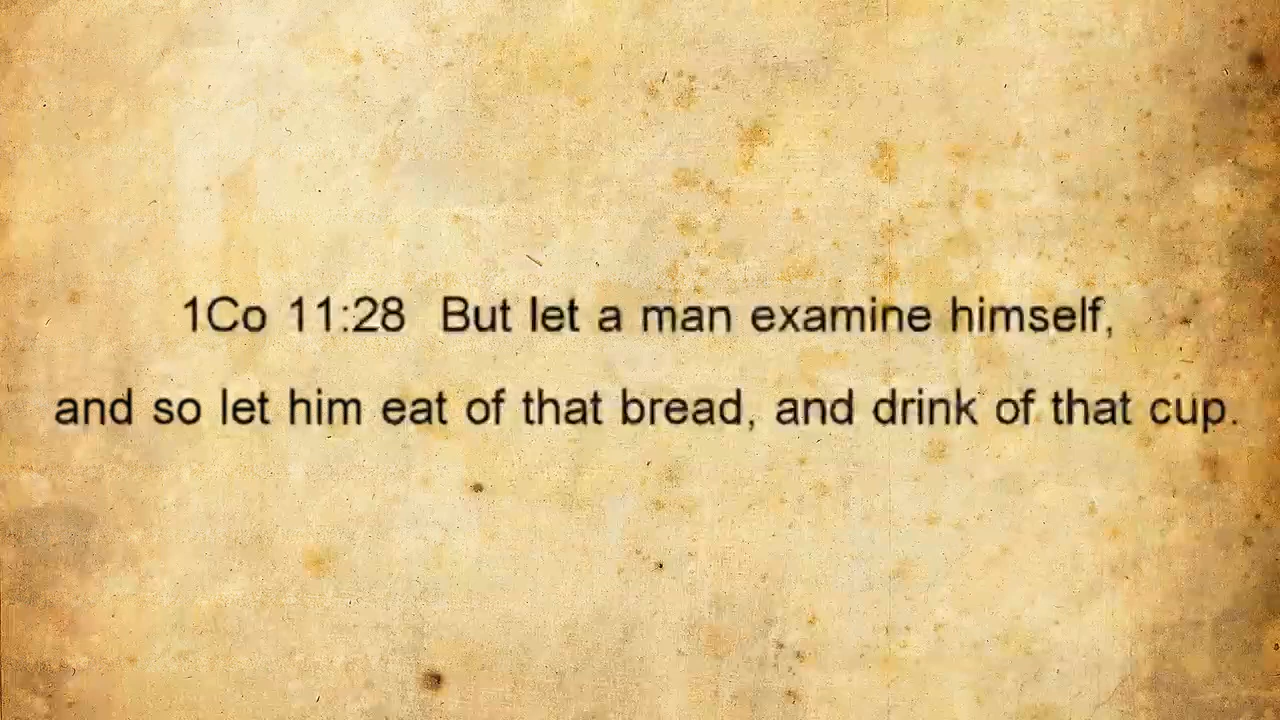 1Co 11:28  But let a man examine himself,
and so let him eat of that bread, and drink of that cup.